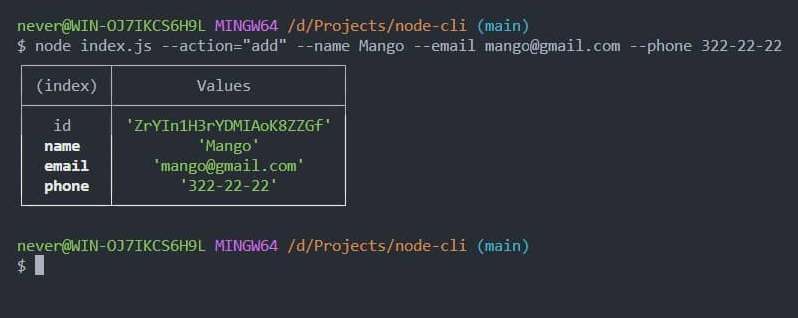 never@WIN-OJ7IKCS6H9L MINGW64 /d/Projects/node-cli (main)
$ node index.js --action="add" --name Mango --email mango@gmail.com --phone 322-22-22
(index) Values
id 'ZrYIn1H3rYDMIAoK8ZZGf'
name 'Mango'
email 'mango@gmail.com'
phone '322-22-22'
never@WIN-OJ7IKCS6H9L MINGW64 /d/Projects/node-cli (main)
$